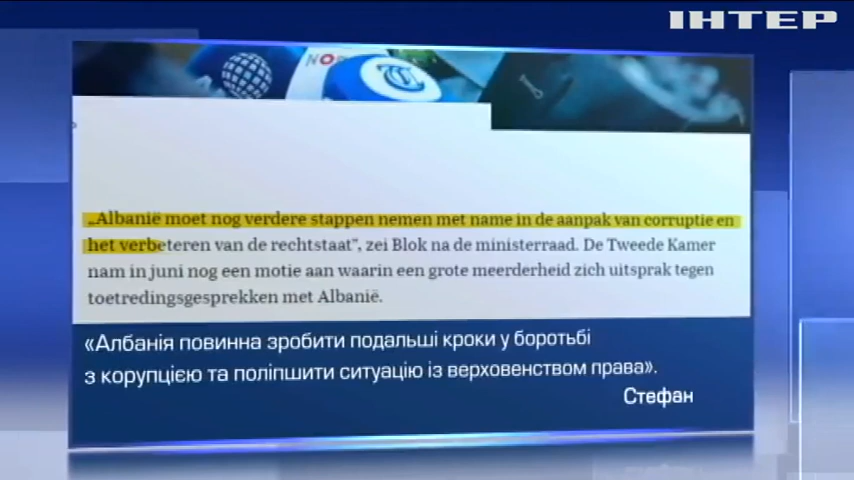 ІНТЕР
NO
„Albanië moet nog verdere stappen nemen met name in de aanpak van corruptie en
het verbeteren van de rechtstaat”, zei Blok na de ministerraad. De Tweede Kamer
nam in juni nog een motie aan waarin een grote meerderheid zich uitsprak tegen
toetredingsgesprekken met Albanië.
«Албанія повинна зробити подальші кроки у боротьбі
з корупцією та поліпшити ситуацію із верховенством права».
Стефан